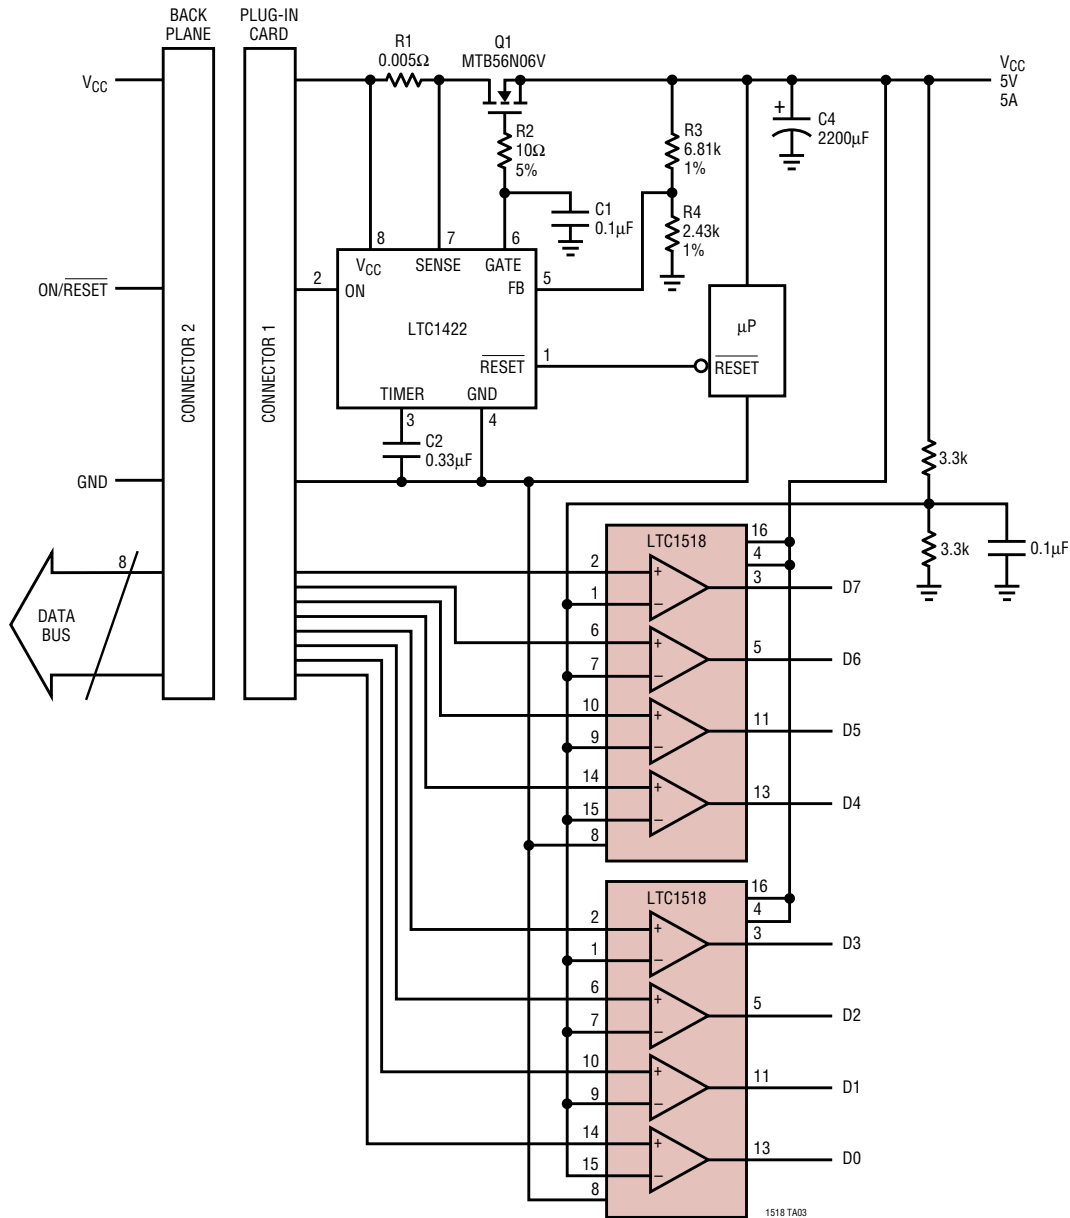 BACK
PLANE
PLUG-IN
CARD
R1
0.005Ω
Q1
MTB56N06V
VCC
VCC
5V
5A
+
C4
2200µF
R2
10Ω
5%
R3
6.81k
1%
C1
0.1µF
R4
2.43k
1%
8
7
6
VCC
SENSE
GATE
2
ON
FB
5
ON/RESET
LTC1422
µP
CONNECTOR 2
CONNECTOR 1
RESET
1
RESET
TIMER
GND
3
4
C2
0.33µF
3.3k
GND
LTC1518
16
4
3.3k
0.1µF
8
DATA
BUS
2
+
3
D7
1
−
6
+
5
D6
7
−
10
+
11
D5
9
−
14
+
13
D4
15
−
8
LTC1518
16
4
2
+
3
D3
1
−
6
+
5
D2
7
−
10
+
11
D1
9
−
14
+
13
D0
15
−
8
1518 TA03